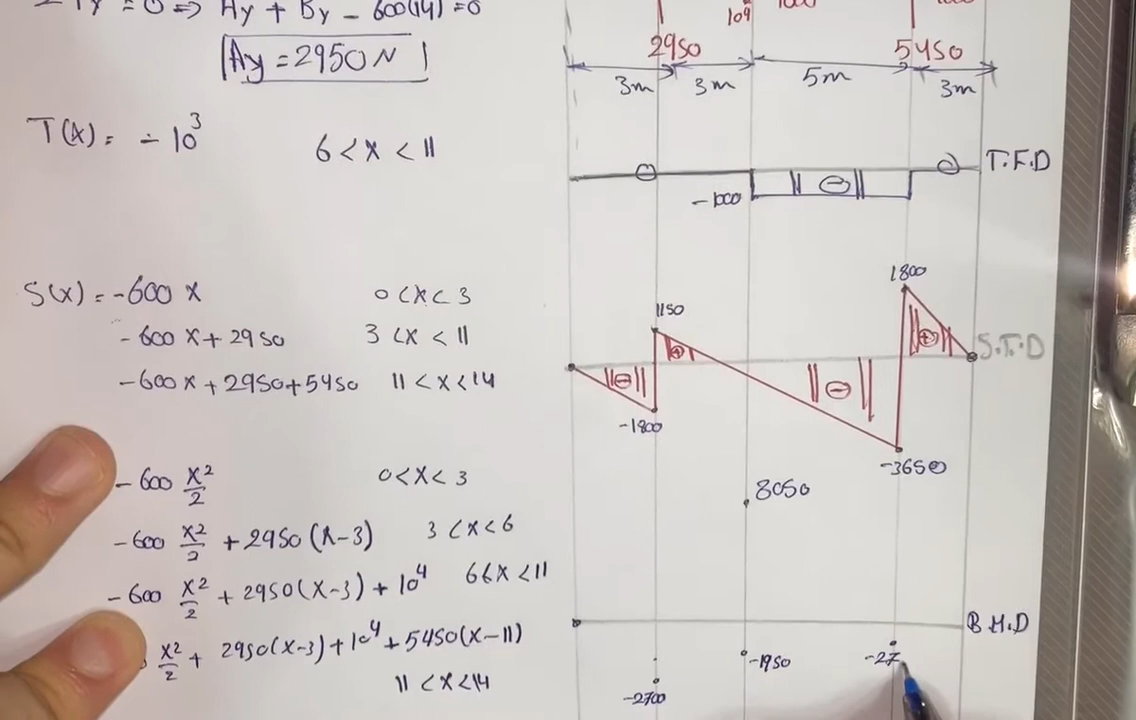 =0 => Ay + By - 600(14) =0
Ay = 2950 N
T(x) = - 10³ 6 < x < 11
S(x) = -600 x 0 < x < 3
-600 x + 2950 3 < x < 11
-600x + 2950 + 5450 11 < x < 14
-600 x²/2 0 < x < 3
-600 x²/2 + 2950 (x-3) 3 < x < 6
-600 x²/2 + 2950(x-3) + 10⁴ 6 < x < 11
x²/2 + 2950(x-3) + 10⁴ + 5450(x-11)
11 < x < 14
2950 5450
3m 3m 5m 3m
T.F.D
-1000
1800
1150
S.F.D
-1800
-3650
8050
B.M.D
-1950 -27
-2700